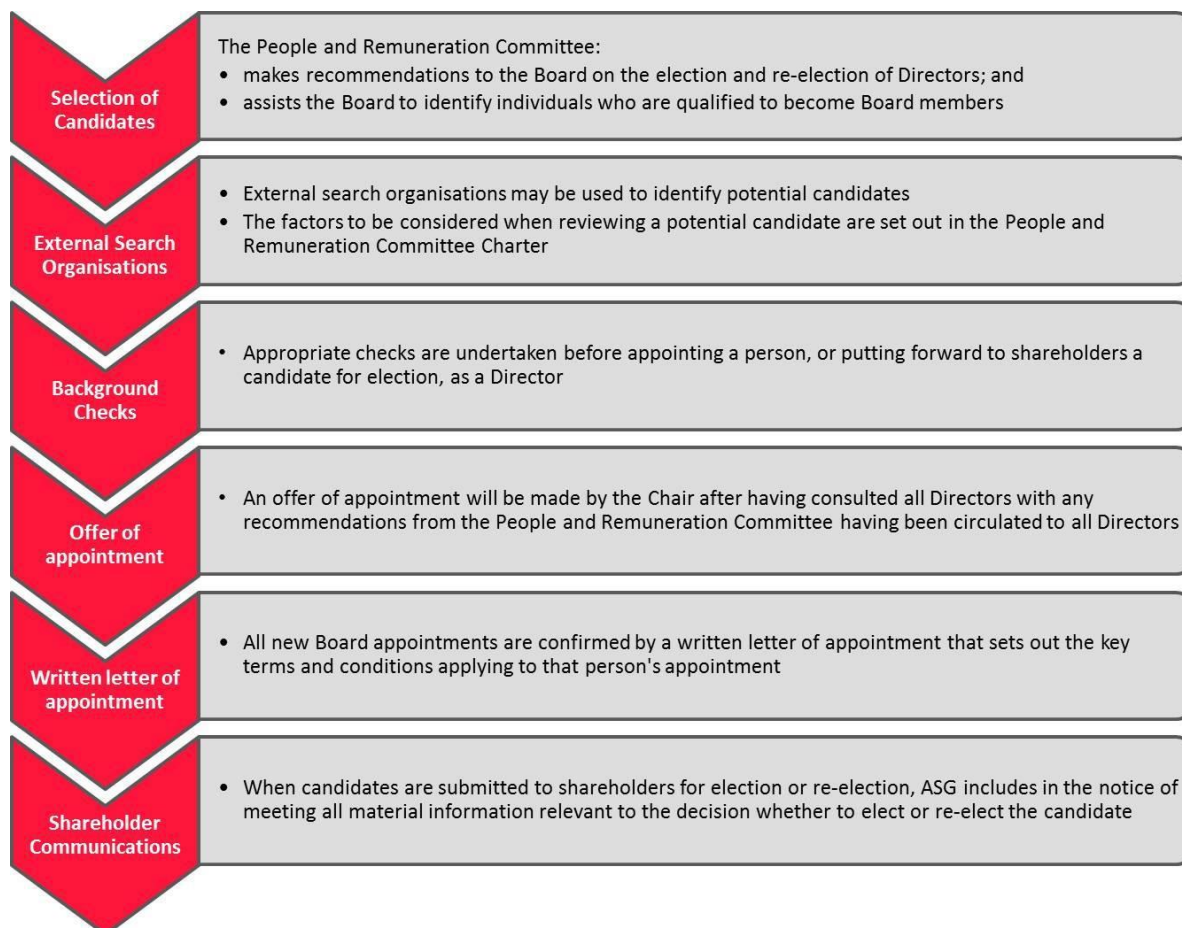 Selection of
Candidates
The People and Remuneration Committee:
• makes recommendations to the Board on the election and re-election of Directors; and
• assists the Board to identify individuals who are qualified to become Board members
External Search
Organisations
• External search organisations may be used to identify potential candidates
• The factors to be considered when reviewing a potential candidate are set out in the People and
Remuneration Committee Charter
Background
Checks
• Appropriate checks are undertaken before appointing a person, or putting forward to shareholders a
candidate for election, as a Director
Offer of
appointment
• An offer of appointment will be made by the Chair after having consulted all Directors with any
recommendations from the People and Remuneration Committee having been circulated to all Directors
Written letter of
appointment
• All new Board appointments are confirmed by a written letter of appointment that sets out the key
terms and conditions applying to that person's appointment
Shareholder
Communications
• When candidates are submitted to shareholders for election or re-election, ASG includes in the notice of
meeting all material information relevant to the decision whether to elect or re-elect the candidate